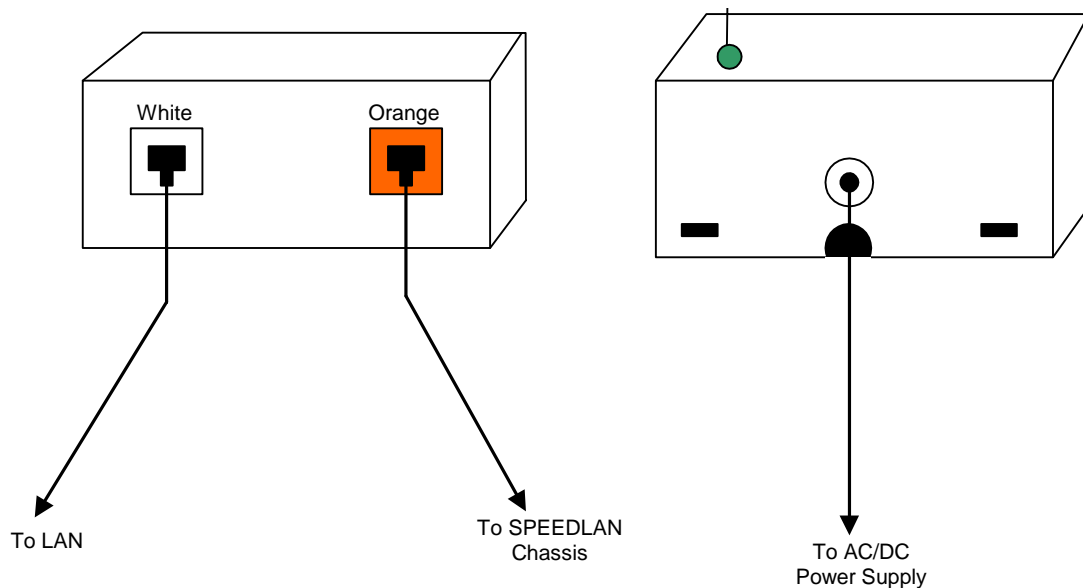 White
Orange
To LAN
To SPEEDLAN
Chassis
To AC/DC
Power Supply